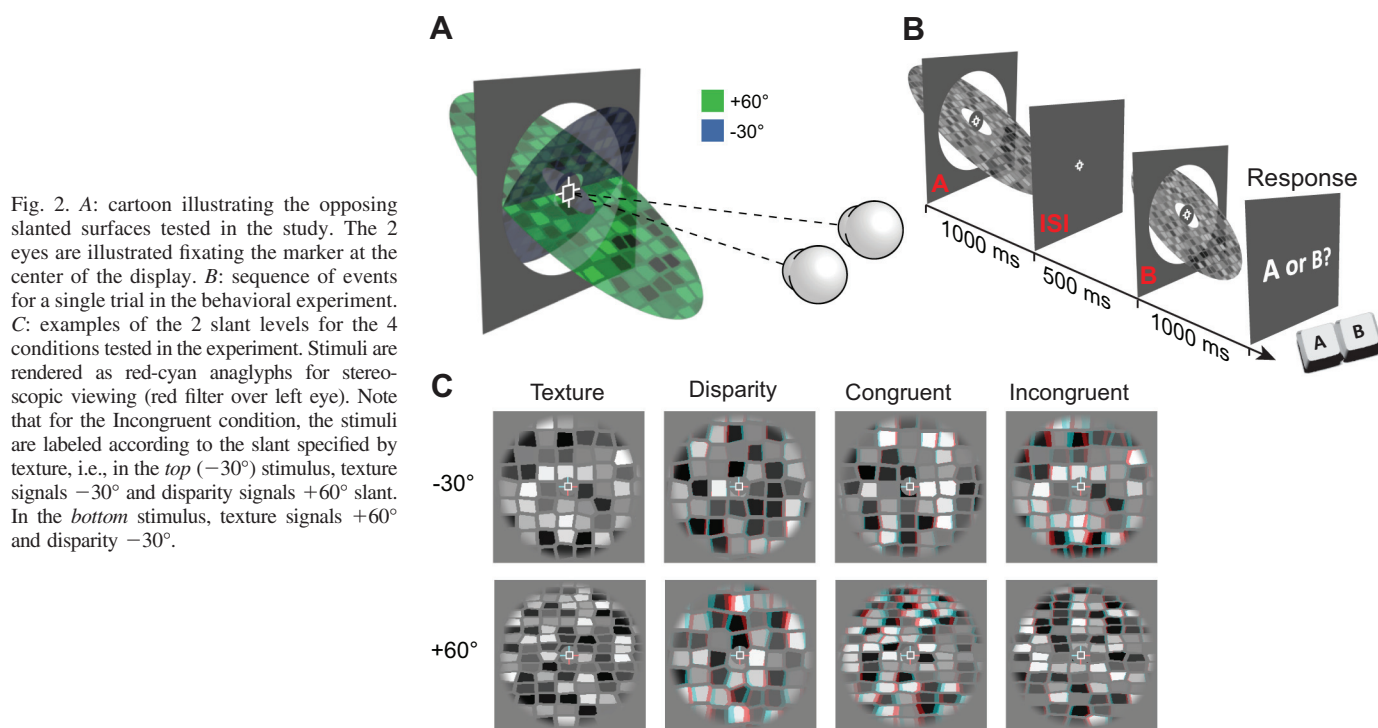 Fig. 2. A: cartoon illustrating the opposing
slanted surfaces tested in the study. The 2
eyes are illustrated fixating the marker at the
center of the display. B: sequence of events
for a single trial in the behavioral experiment.
C: examples of the 2 slant levels for the 4
conditions tested in the experiment. Stimuli are
rendered as red-cyan anaglyphs for stereo-
scopic viewing (red filter over left eye). Note
that for the Incongruent condition, the stimuli
are labeled according to the slant specified by
texture, i.e., in the top (−30°) stimulus, texture
signals −30° and disparity signals +60° slant.
In the bottom stimulus, texture signals +60°
and disparity −30°.
A
+60°
-30°
B
A
ISI
B
Response
A or B?
1000 ms
500 ms
1000 ms
A
B
C
Texture
Disparity
Congruent
Incongruent
-30°
+60°